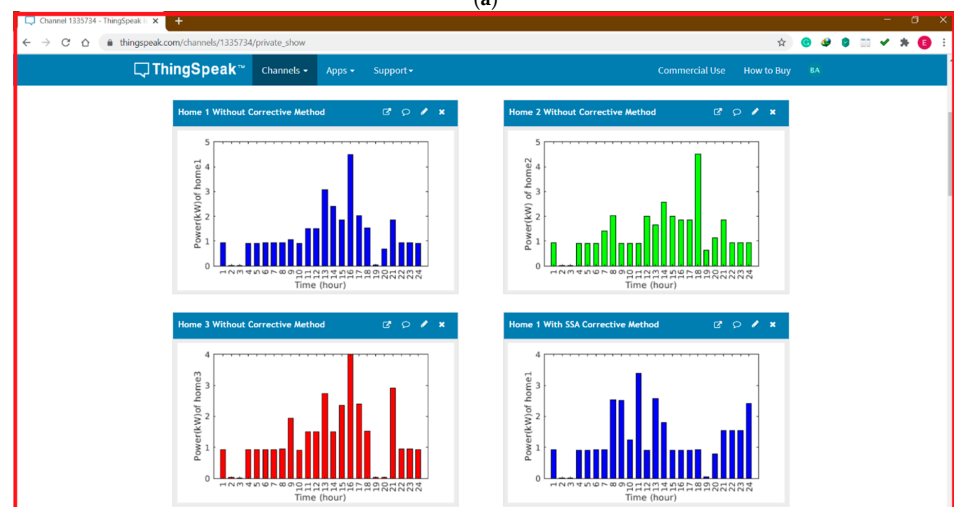 (a)
Channel 1335734 - ThingSpeak
thingspeak.com/channels/1335734/private_show
E
ThingSpeak™ Channels Apps Support Commercial Use How to Buy BA
Home 1 Without Corrective Method
5
4
3
2
1
0
Power(kW)of home1
1 2 3 4 5 6 7 8 9 10 11 12 13 14 15 16 17 18 19 20 21 22 23 24
Time (hour)
Home 2 Without Corrective Method
5
4
3
2
1
0
Power(kW) of home2
1 2 3 4 5 6 7 8 9 10 11 12 13 14 15 16 17 18 19 20 21 22 23 24
Time (hour)
Home 3 Without Corrective Method
4
3
2
1
0
Power(kW)of home3
1 2 3 4 5 6 7 8 9 10 11 12 13 14 15 16 17 18 19 20 21 22 23 24
Time (hour)
Home 1 With SSA Corrective Method
4
3
2
1
0
Power(kW)of home1
1 2 3 4 5 6 7 8 9 10 11 12 13 14 15 16 17 18 19 20 21 22 23 24
Time (hour)